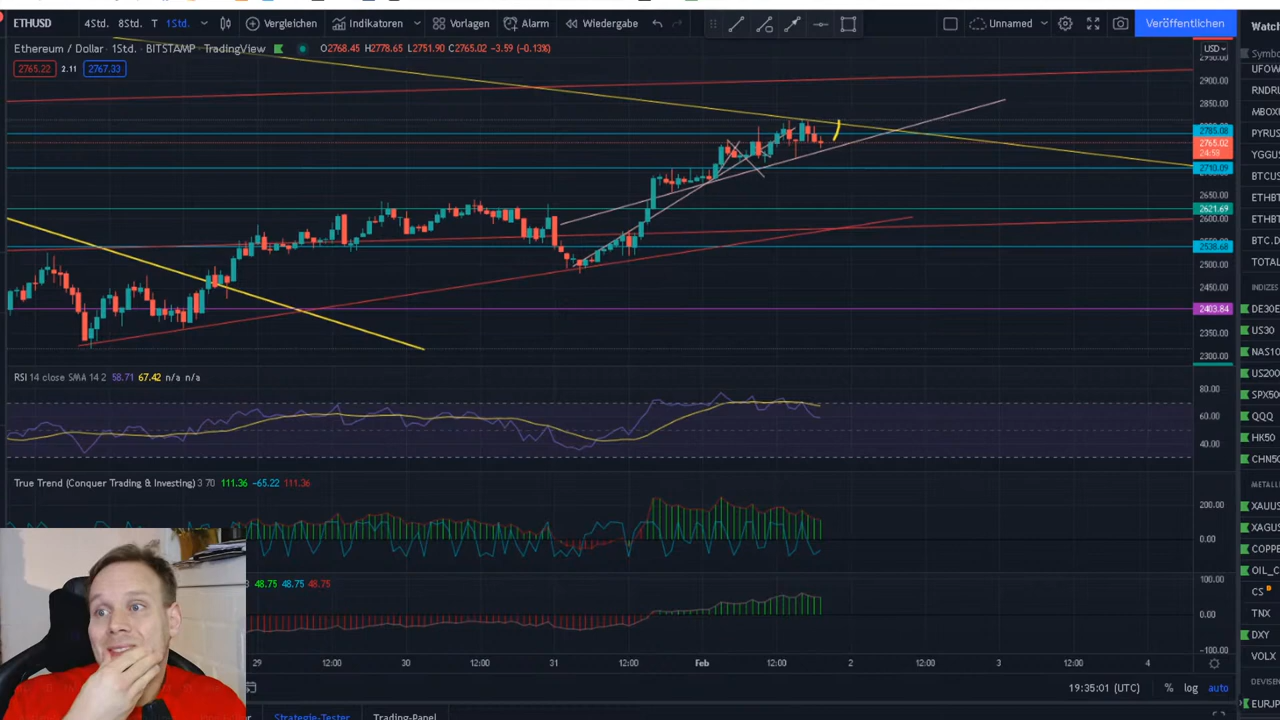 ETHUSD 4Std. 8Std. T 1Std. Vergleichen Indikatoren Vorlagen Alarm Wiedergabe Unnamed Veröffentlichen Watch
Ethereum / Dollar · 1Std. · BITSTAMP · TradingView O2768.45 H2778.65 L2751.90 C2765.02 −3.59 (−0.13%) USD
2765.22 2.11 2767.33
Symbo
UFOW
RNDRL
MBOX
PYRUS
YGGUS
BTCUS
ETHBT
ETHBT
BTC.D
TOTAL
INDIZES
DE30E
US30
NAS10
US200
SPX50
QQQ
HK50
CHN50
METALL
XAUUS
XAGUS
COPPE
OIL_C
CS D
TNX
DXY
VOLX
DEVISEN
EURJP
2900.00
2850.00
2785.08
2765.02
24:59
2710.09
2650.00
2621.69
2600.00
2538.68
2500.00
2450.00
2403.84
2350.00
2300.00
RSI 14 close SMA 14 2 58.71 67.42 n/a n/a
80.00
60.00
40.00
True Trend (Conquer Trading & Investing) 3 70 111.36 −65.22 111.36
200.00
0.00
48.75 48.75 48.75
100.00
0.00
−100.00
29 12:00 30 12:00 31 12:00 Feb 12:00 2 12:00 3 12:00 4
19:35:01 (UTC) % log auto
Strategie-Tester Trading-Panel